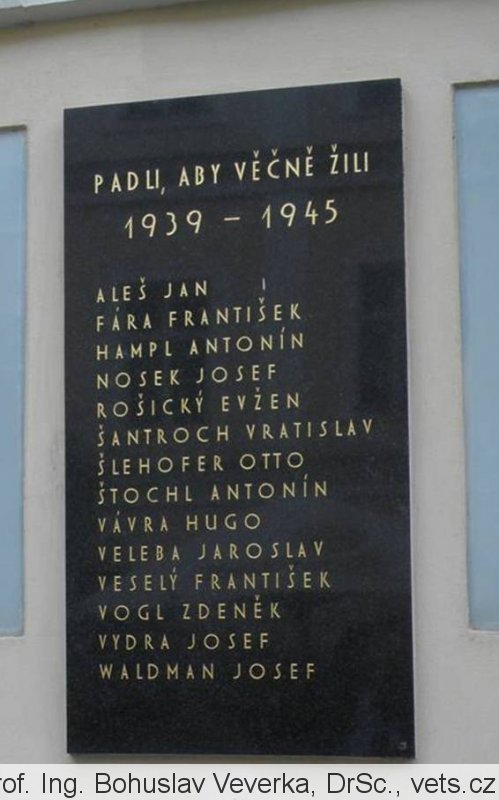 PADLI, ABY VĚČNĚ ŽILI
1939 – 1945
ALEŠ JAN
FÁRA FRANTIŠEK
HAMPL ANTONÍN
NOSEK JOSEF
ROŠICKÝ EVŽEN
ŠANTROCH VRATISLAV
ŠLEHOFER OTTO
ŠTOCHL ANTONÍN
VÁVRA HUGO
VELEBA JAROSLAV
VESELÝ FRANTIŠEK
VOGL ZDENĚK
VYDRA JOSEF
WALDMAN JOSEF
rof. Ing. Bohuslav Veverka, DrSc., vets.cz